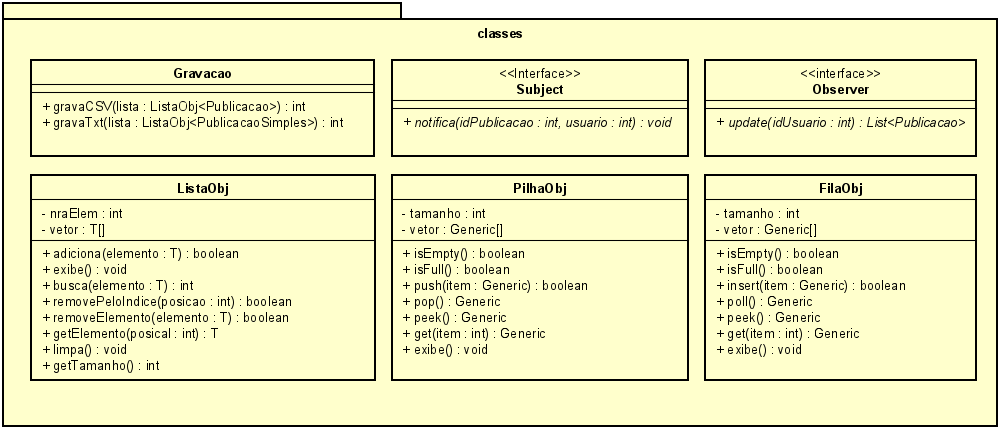 classes
Gravacao
+ gravaCSV(lista : ListaObj<Publicacao>) : int
+ gravaTxt(lista : ListaObj<PublicacaoSimples>) : int
<<Interface>>
Subject
+ notifica(idPublicacao : int, usuario : int) : void
<<interface>>
Observer
+ update(idUsuario : int) : List<Publicacao>
ListaObj
- nraElem : int
- vetor : T[]
+ adiciona(elemento : T) : boolean
+ exibe() : void
+ busca(elemento : T) : int
+ removePeloIndice(posicao : int) : boolean
+ removeElemento(elemento : T) : boolean
+ getElemento(posical : int) : T
+ limpa() : void
+ getTamanho() : int
PilhaObj
- tamanho : int
- vetor : Generic[]
+ isEmpty() : boolean
+ isFull() : boolean
+ push(item : Generic) : boolean
+ pop() : Generic
+ peek() : Generic
+ get(item : int) : Generic
+ exibe() : void
FilaObj
- tamanho : int
- vetor : Generic[]
+ isEmpty() : boolean
+ isFull() : boolean
+ insert(item : Generic) : boolean
+ poll() : Generic
+ peek() : Generic
+ get(item : int) : Generic
+ exibe() : void